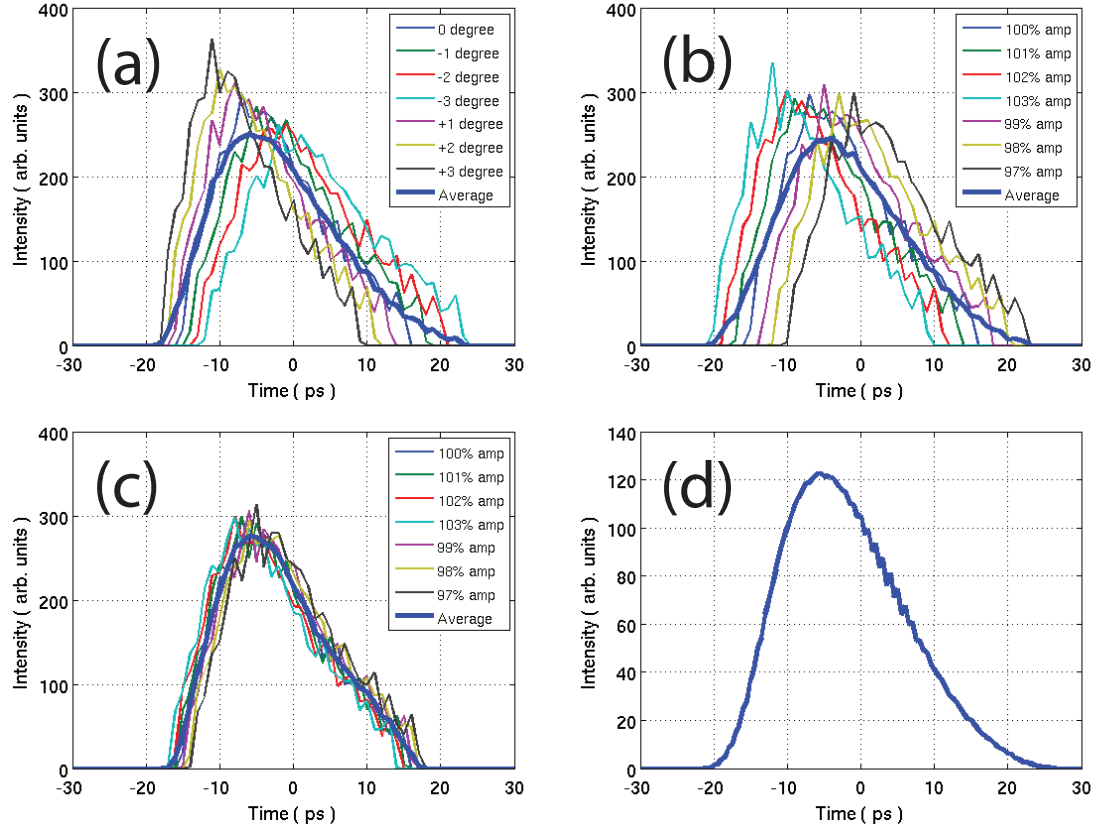 (a)
400
300
200
100
0
-30 -20 -10 0 10 20 30
Intensity ( arb. units )
Time ( ps )
0 degree
-1 degree
-2 degree
-3 degree
+1 degree
+2 degree
+3 degree
Average
(b)
400
300
200
100
0
-30 -20 -10 0 10 20 30
Intensity ( arb. units )
Time ( ps )
100% amp
101% amp
102% amp
103% amp
99% amp
98% amp
97% amp
Average
(c)
400
300
200
100
0
-30 -20 -10 0 10 20 30
Intensity ( arb. units )
Time ( ps )
100% amp
101% amp
102% amp
103% amp
99% amp
98% amp
97% amp
Average
(d)
140
120
100
80
60
40
20
0
-30 -20 -10 0 10 20 30
Intensity ( arb. units )
Time ( ps )